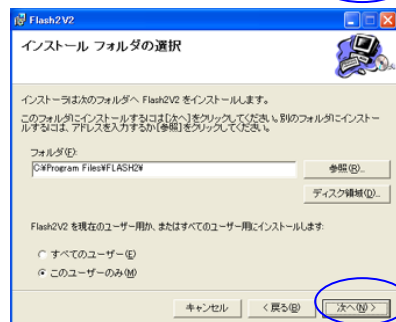 Flash2V2
インストール フォルダの選択
インストーラは次のフォルダへ Flash2V2 をインストールします。
このフォルダにインストールするには[次へ]をクリックしてください。別のフォルダにインストー
ルするには、アドレスを入力するか[参照]をクリックしてください。
フォルダ(F):
C:¥Program Files¥FLASH2¥
参照(R)...
ディスク領域(D)...
Flash2V2 を現在のユーザー用か、またはすべてのユーザー用にインストールします:
すべてのユーザー(E)
このユーザーのみ(M)
キャンセル
< 戻る(B)
次へ(N) >